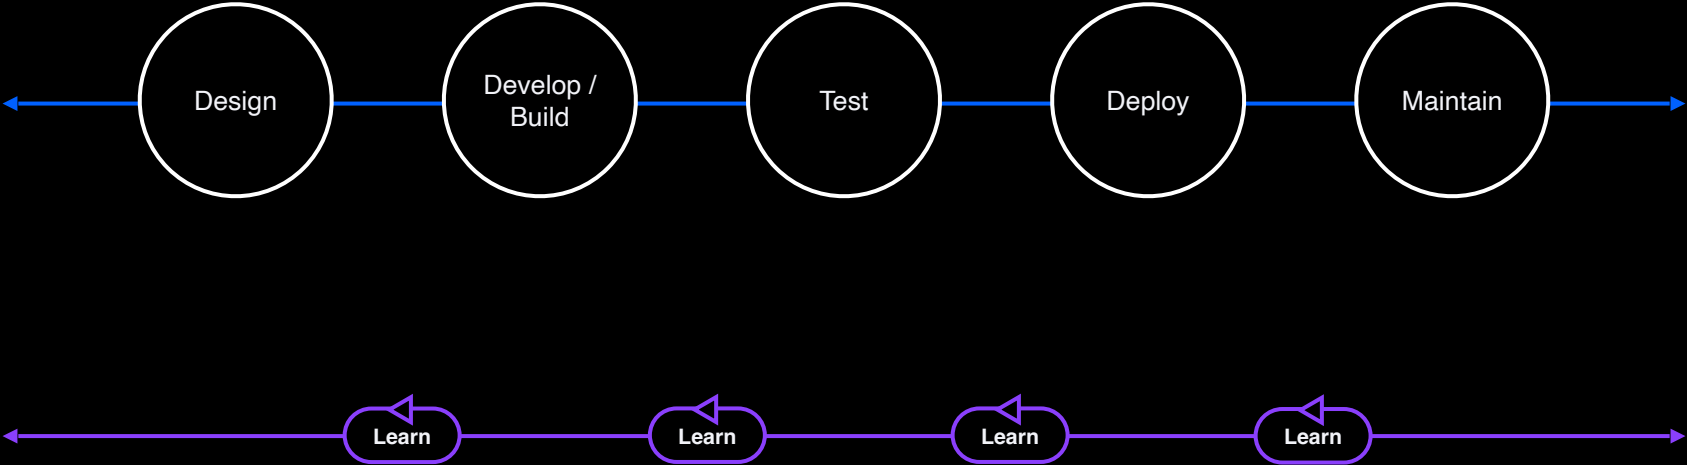 Design
Develop /
Build
Test
Deploy
Maintain
Learn
Learn
Learn
Learn